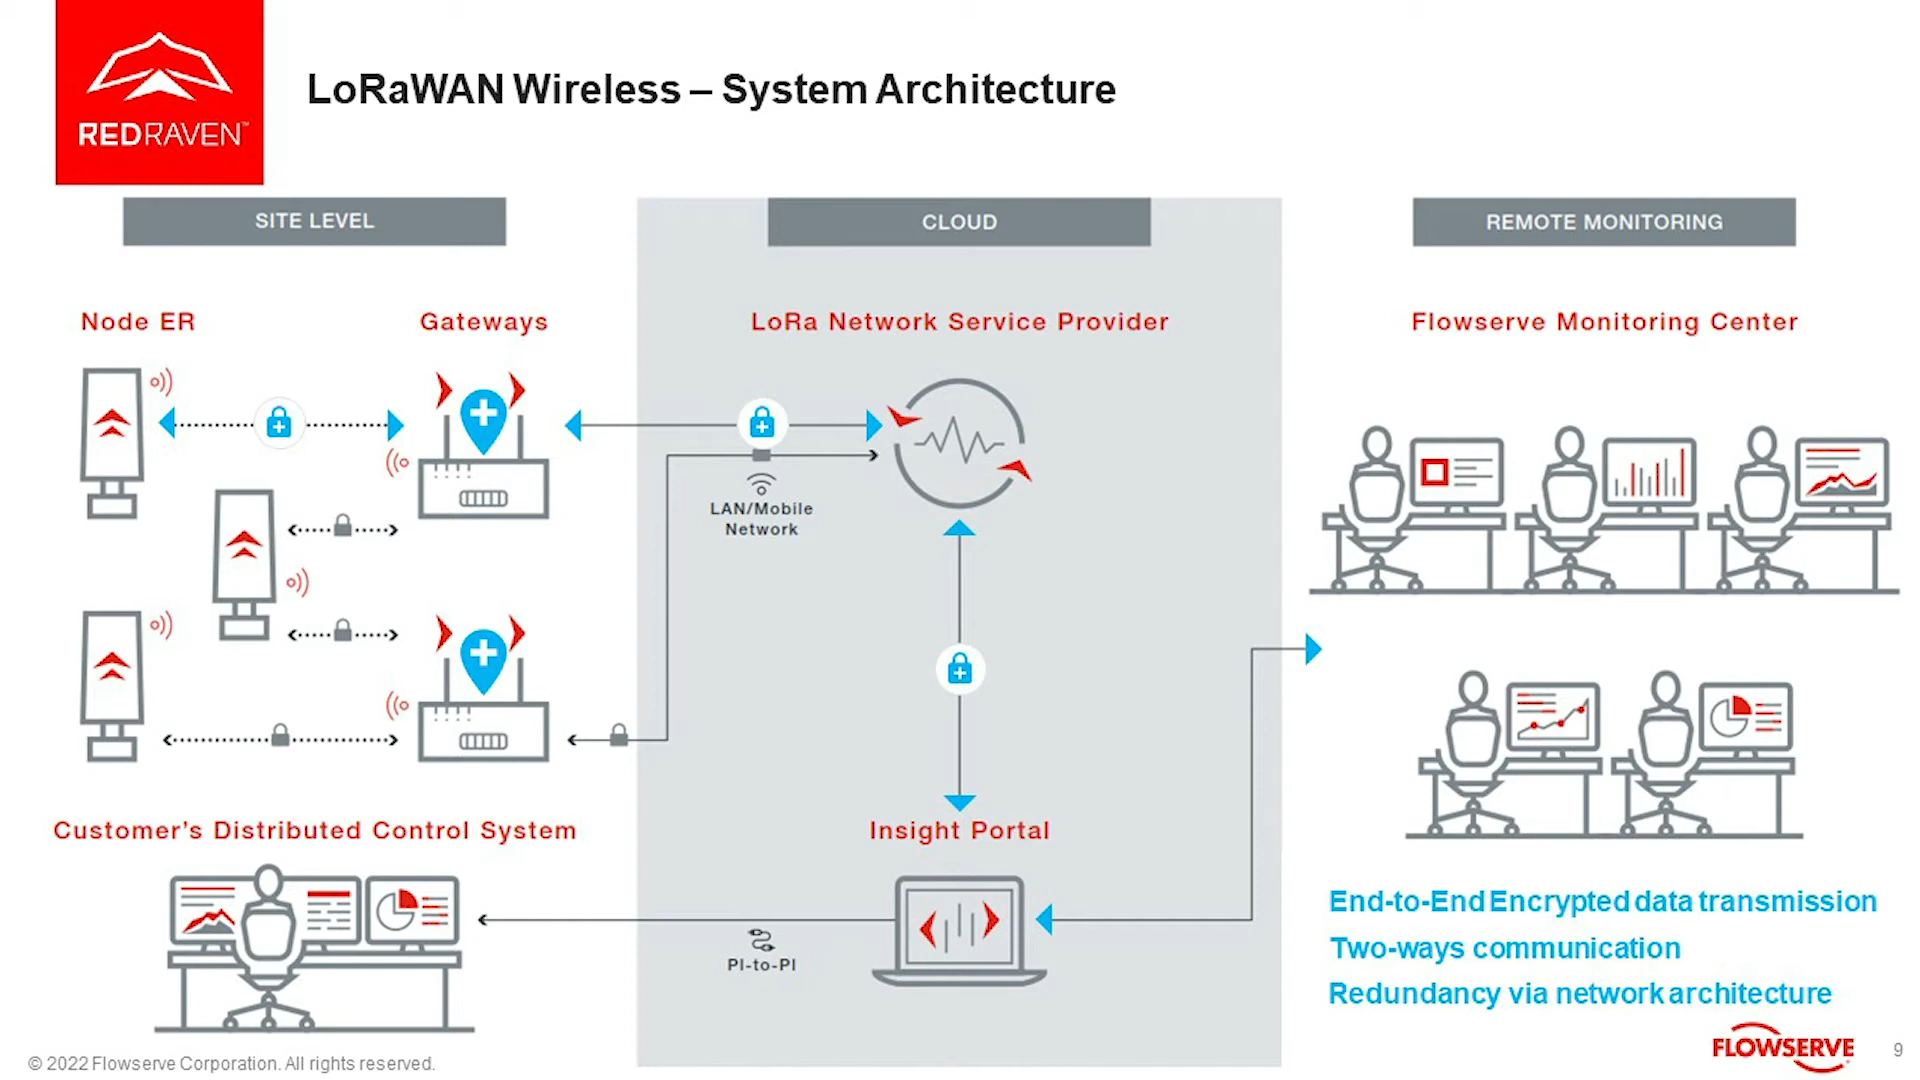 REDRAVEN™
LoRaWAN Wireless – System Architecture
SITE LEVEL
CLOUD
REMOTE MONITORING
Node ER
Gateways
LoRa Network Service Provider
Flowserve Monitoring Center
LAN/Mobile
Network
Customer’s Distributed Control System
Insight Portal
PI-to-PI
End-to-End Encrypted data transmission
Two-ways communication
Redundancy via network architecture
FLOWSERVE
© 2022 Flowserve Corporation. All rights reserved.
9